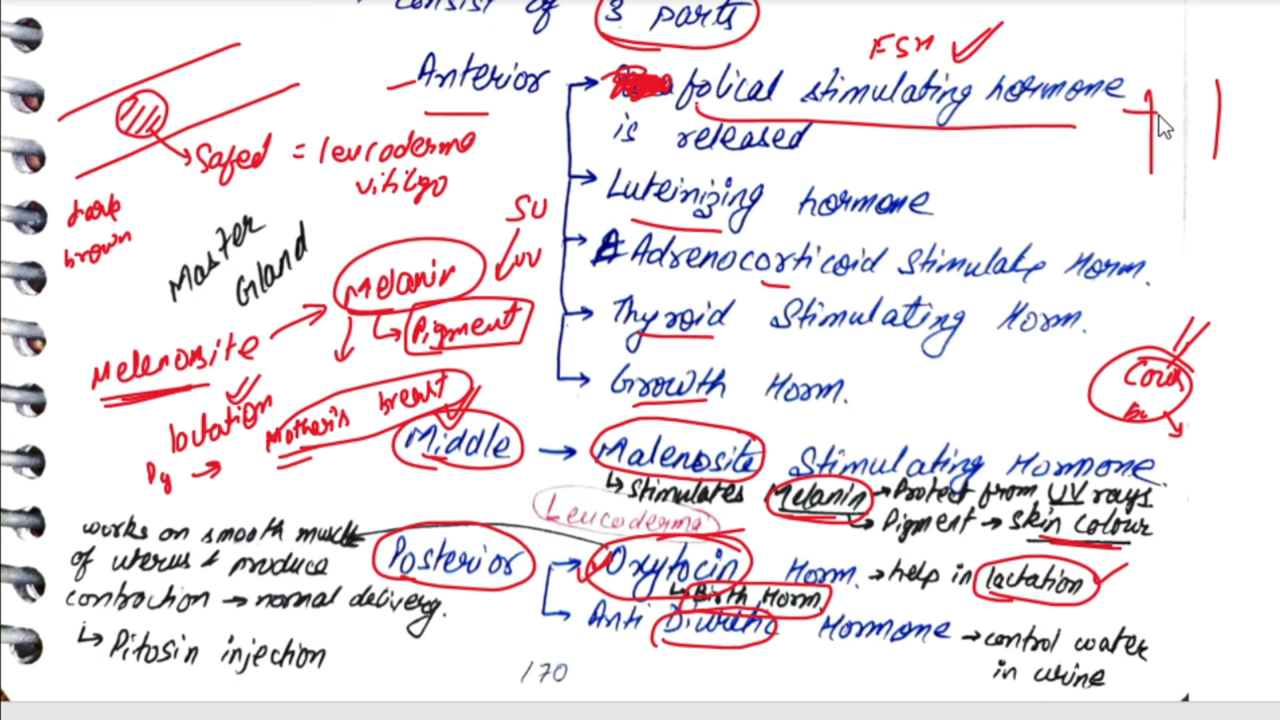 consist of 3 parts
FSH
Anterior
folical stimulating hormone
is released
Safed = leucoderma
vitiligo
dark
brown
Luteinizing hormone
Master
Gland
SU
UV
Adrenocorticoid Stimulate Horm.
Melanin
Pigment
Thyroid Stimulating Horm.
Melenosite
Growth Horm.
lactation
Mother's breast
Middle
Malenosite Stimulating Hormone
stimulates Melanin
Protect from UV rays.
Pigment → skin colour
Leucoderma
works on smooth muscle
of uterus & produce
contraction → normal delivery.
Pitosin injection
Posterior
Oxytocin Horm. → help in lactation
Birth Horm.
Anti Diuretic Hormone → control water
in urine
170